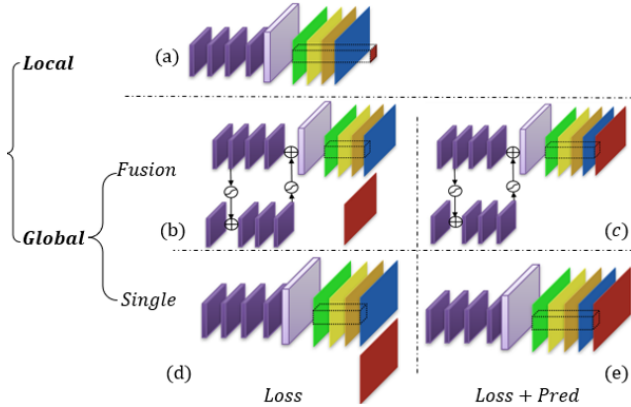 Local
(a)
Fusion
(b)
(c)
Global
Single
(d)
(e)
Loss
Loss + Pred